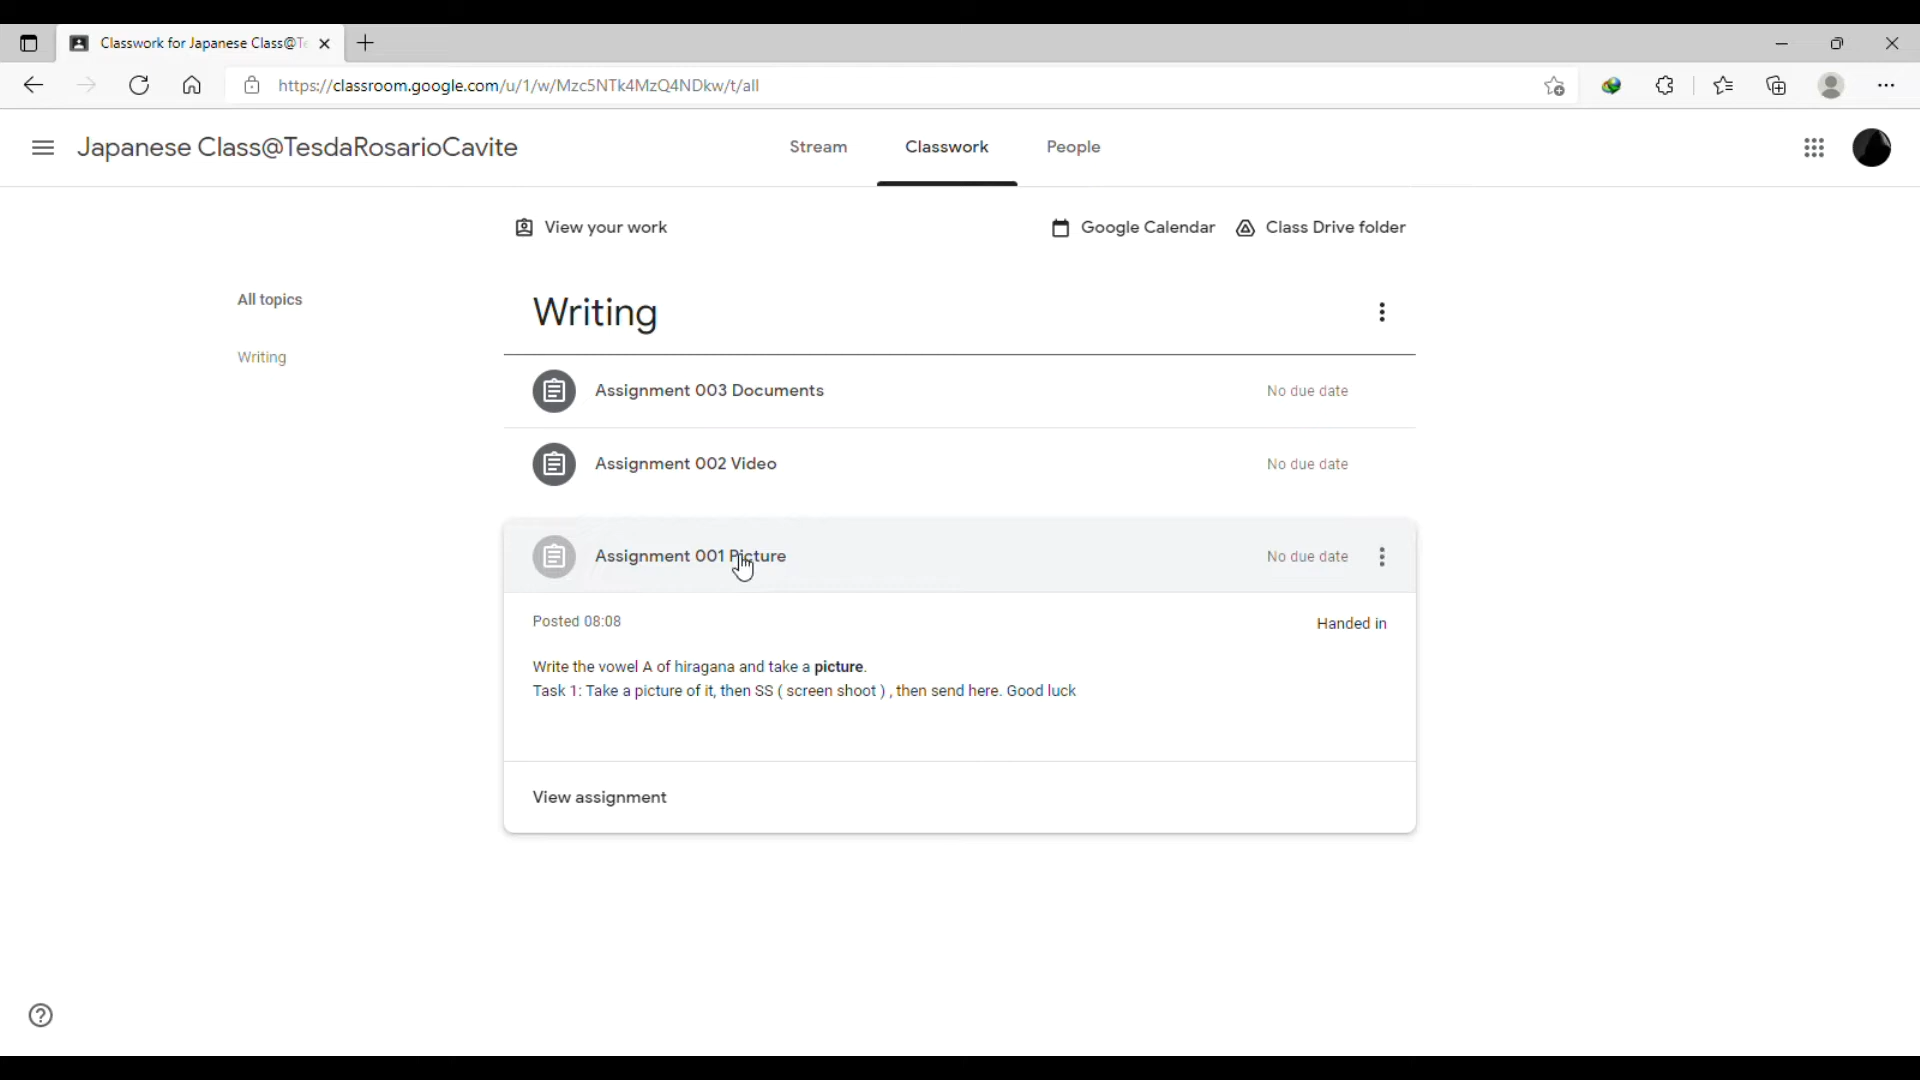 Classwork for Japanese Class@Te
https://classroom.google.com/u/1/w/Mzc5NTk4MzQ4NDkw/t/all
Japanese Class@TesdaRosarioCavite
Stream
Classwork
People
View your work
Google Calendar
Class Drive folder
All topics
Writing
Writing
Assignment 003 Documents
No due date
Assignment 002 Video
No due date
Assignment 001 Picture
No due date
Posted 08:08
Handed in
Write the vowel A of hiragana and take a picture.
Task 1: Take a picture of it, then SS ( screen shoot ) , then send here. Good luck
View assignment